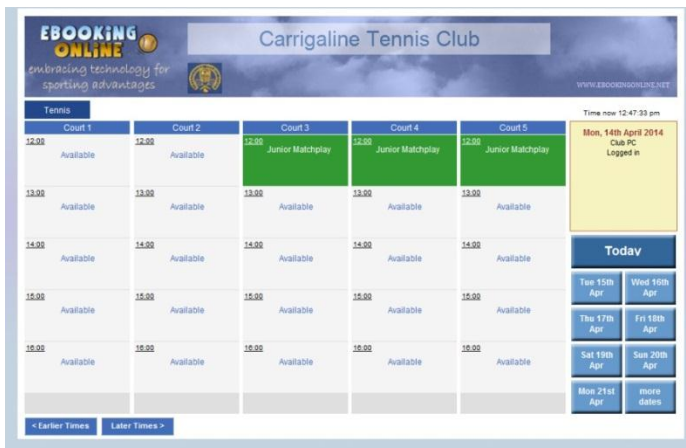 EBOOKING
ONLINE
embracing technology for
sporting advantages
Carrigaline Tennis Club
WWW.EBOOKINGSONLINE.NET
Tennis
Time now 12:47:33 pm
Court 1 Court 2 Court 3 Court 4 Court 5
12:00 12:00 12:00 12:00 12:00
Available Available Junior Matchplay Junior Matchplay Junior Matchplay
13:00 13:00 13:00 13:00 13:00
Available Available Available Available Available
14:00 14:00 14:00 14:00 14:00
Available Available Available Available Available
15:00 15:00 15:00 15:00 15:00
Available Available Available Available Available
16:00 16:00 16:00 16:00 16:00
Available Available Available Available Available
< Earlier Times Later Times >
Mon, 14th April 2014
Club PC
Logged in
Today
Tue 15th
Apr
Wed 16th
Apr
Thu 17th
Apr
Fri 18th
Apr
Sat 19th
Apr
Sun 20th
Apr
Mon 21st
Apr
more
dates